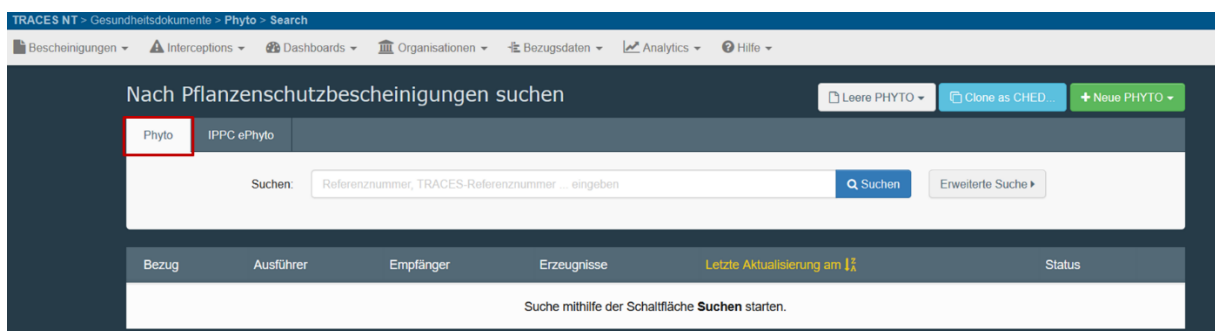 TRACES NT > Gesundheitsdokumente > Phyto > Search
Bescheinigungen Interceptions Dashboards Organisationen Bezugsdaten Analytics Hilfe
Nach Pflanzenschutzbescheinigungen suchen Leere PHYTO Clone as CHED... + Neue PHYTO
Phyto IPPC ePhyto
Suchen: Referenznummer, TRACES-Referenznummer ... eingeben Suchen Erweiterte Suche
Bezug Ausführer Empfänger Erzeugnisse Letzte Aktualisierung am Status
Suche mithilfe der Schaltfläche Suchen starten.